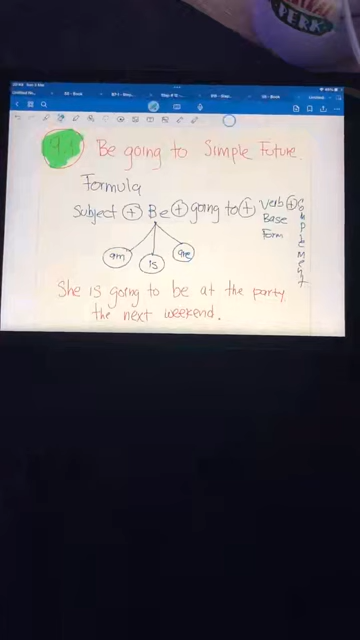 PERK
9.1 Be going to Simple Future.
Formula
Subject + Be + going to + Verb + Complement
Base
Form
am
is
are
She is going to be at the party
the next weekend.